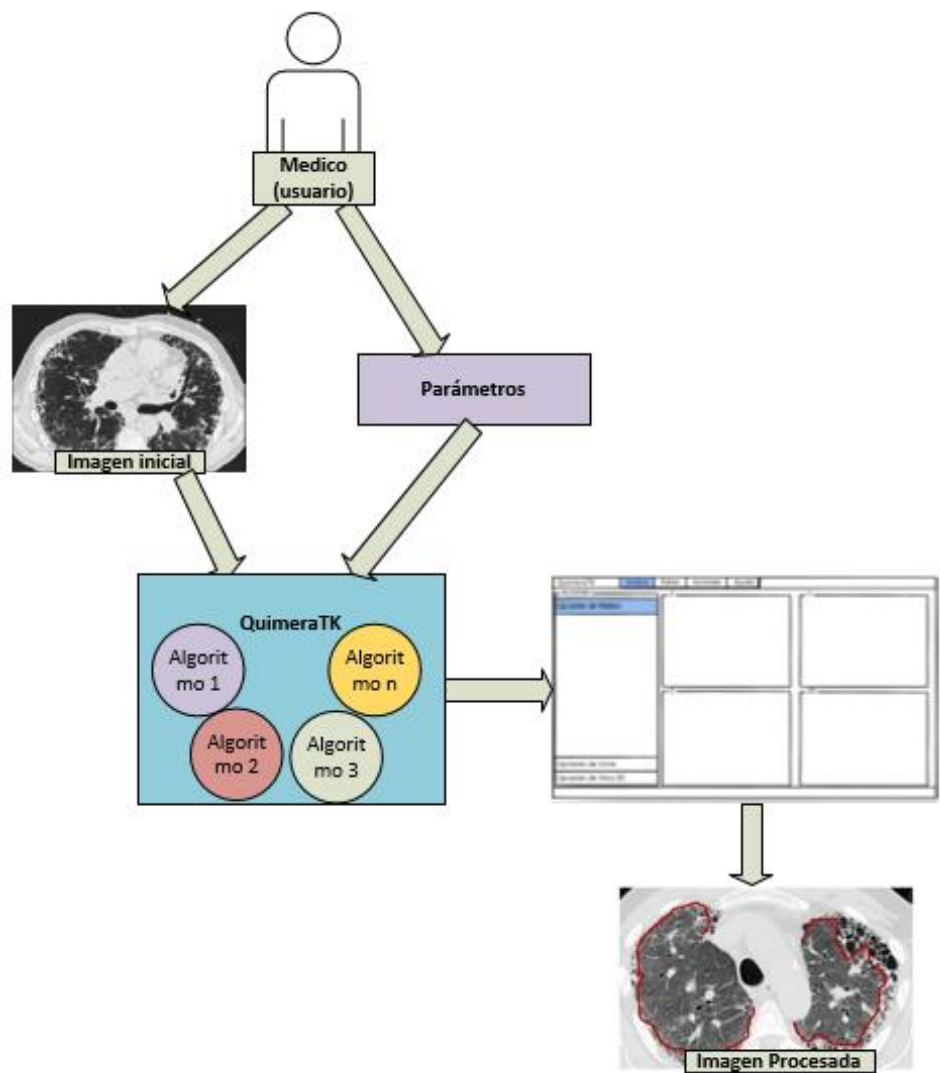 Medico
(usuario)
Parámetros
Imagen inicial
QuimeraTK
Algorit
mo 1
Algorit
mo n
Algorit
mo 2
Algorit
mo 3
QuimeraTK
Imagen Procesada